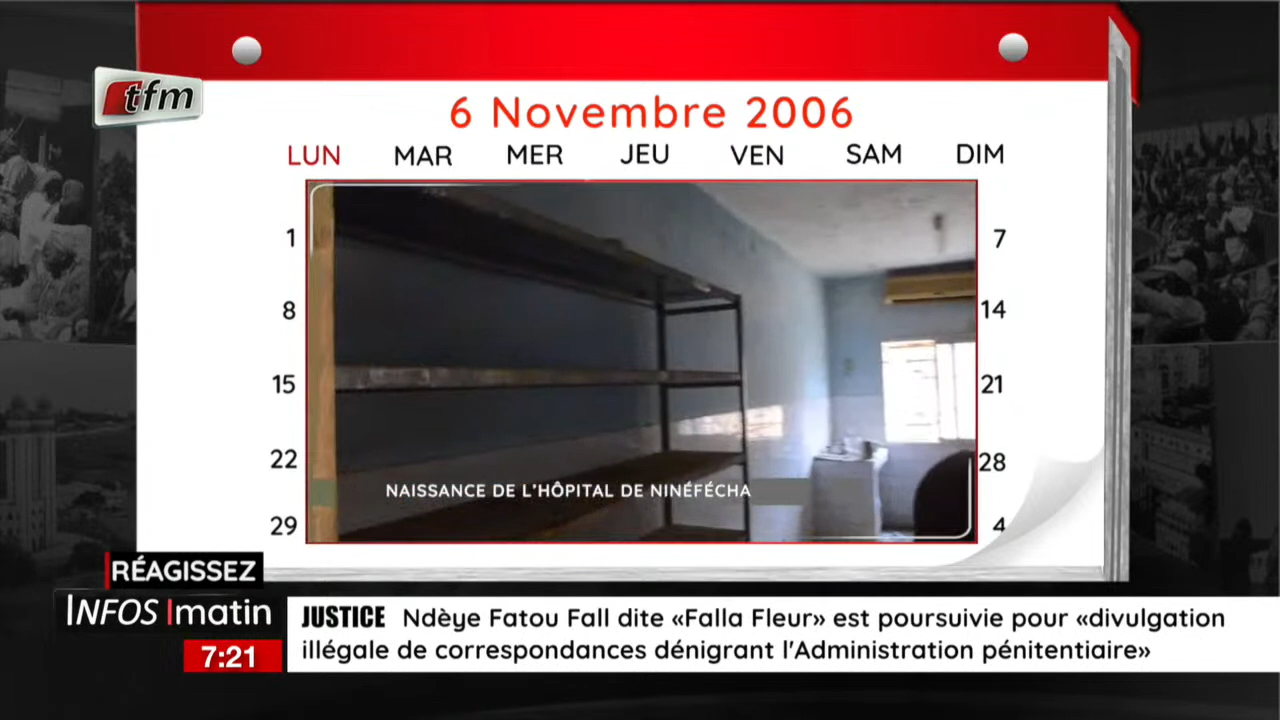 tfm
6 Novembre 2006
LUN MAR MER JEU VEN SAM DIM
1 7
8 14
15 21
22 28
29 4
NAISSANCE DE L'HÔPITAL DE NINÉFÉCHA
RÉAGISSEZ
INFOS matin
7:21
JUSTICE Ndèye Fatou Fall dite «Falla Fleur» est poursuivie pour «divulgation
illégale de correspondances dénigrant l'Administration pénitentiaire»